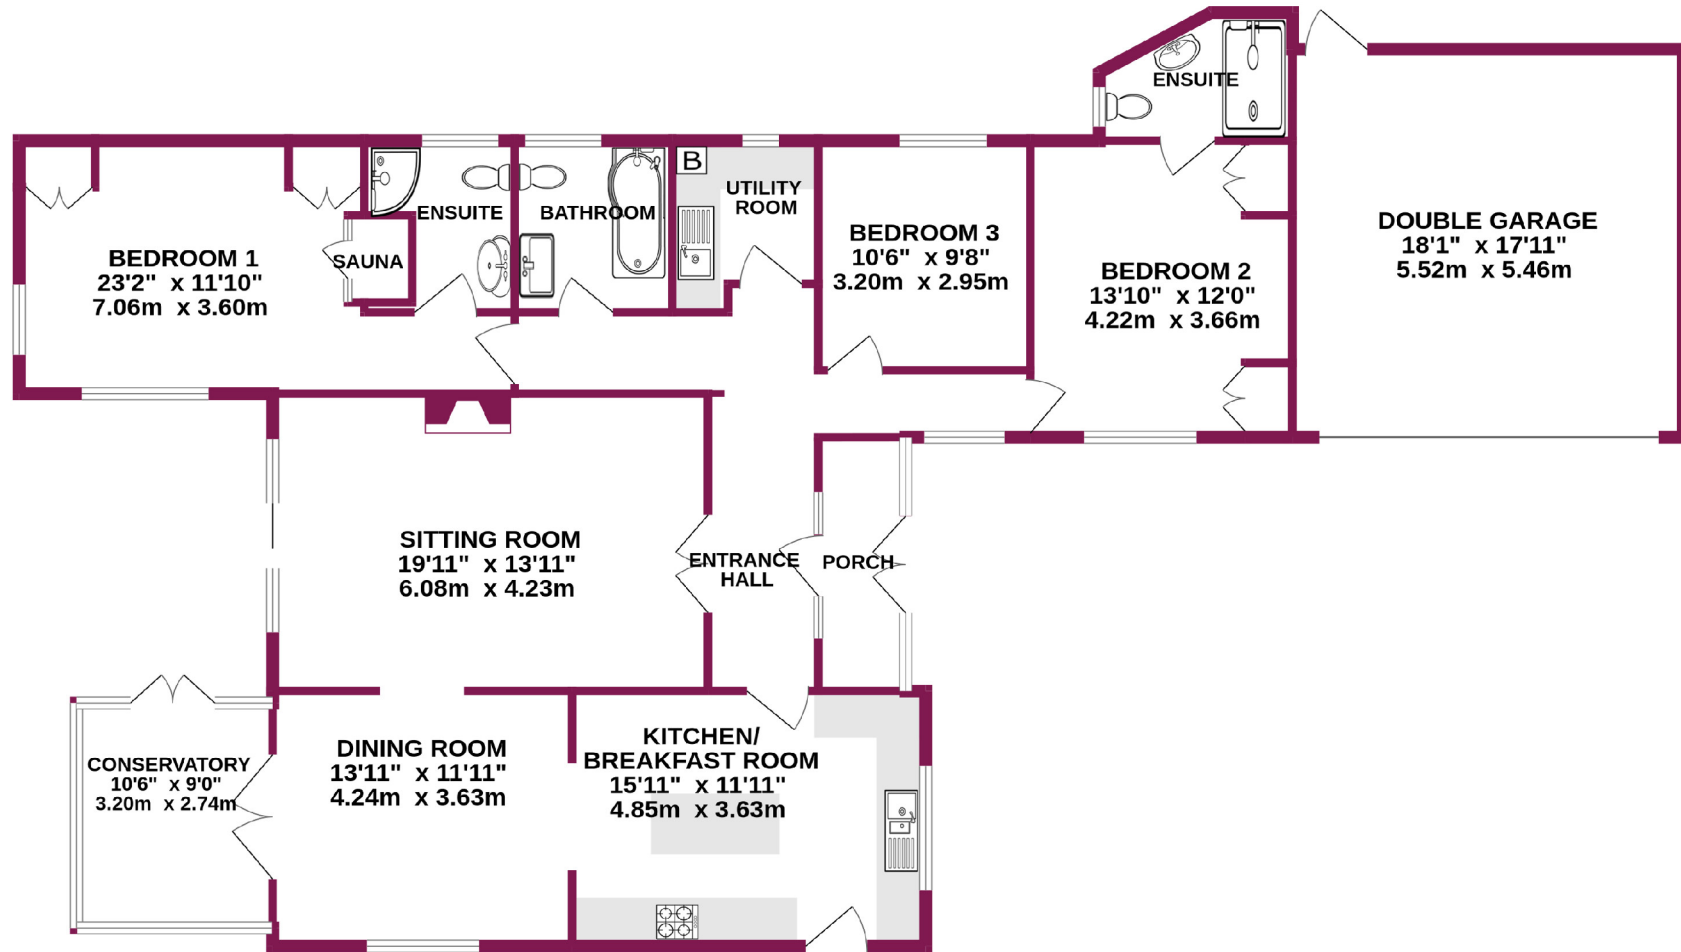 ENSUITE
B
UTILITY
ROOM
ENSUITE
BATHROOM
SAUNA
BEDROOM 1
23'2" x 11'10"
7.06m x 3.60m
BEDROOM 3
10'6" x 9'8"
3.20m x 2.95m
BEDROOM 2
13'10" x 12'0"
4.22m x 3.66m
DOUBLE GARAGE
18'1" x 17'11"
5.52m x 5.46m
SITTING ROOM
19'11" x 13'11"
6.08m x 4.23m
ENTRANCE
HALL
PORCH
CONSERVATORY
10'6" x 9'0"
3.20m x 2.74m
DINING ROOM
13'11" x 11'11"
4.24m x 3.63m
KITCHEN/
BREAKFAST ROOM
15'11" x 11'11"
4.85m x 3.63m